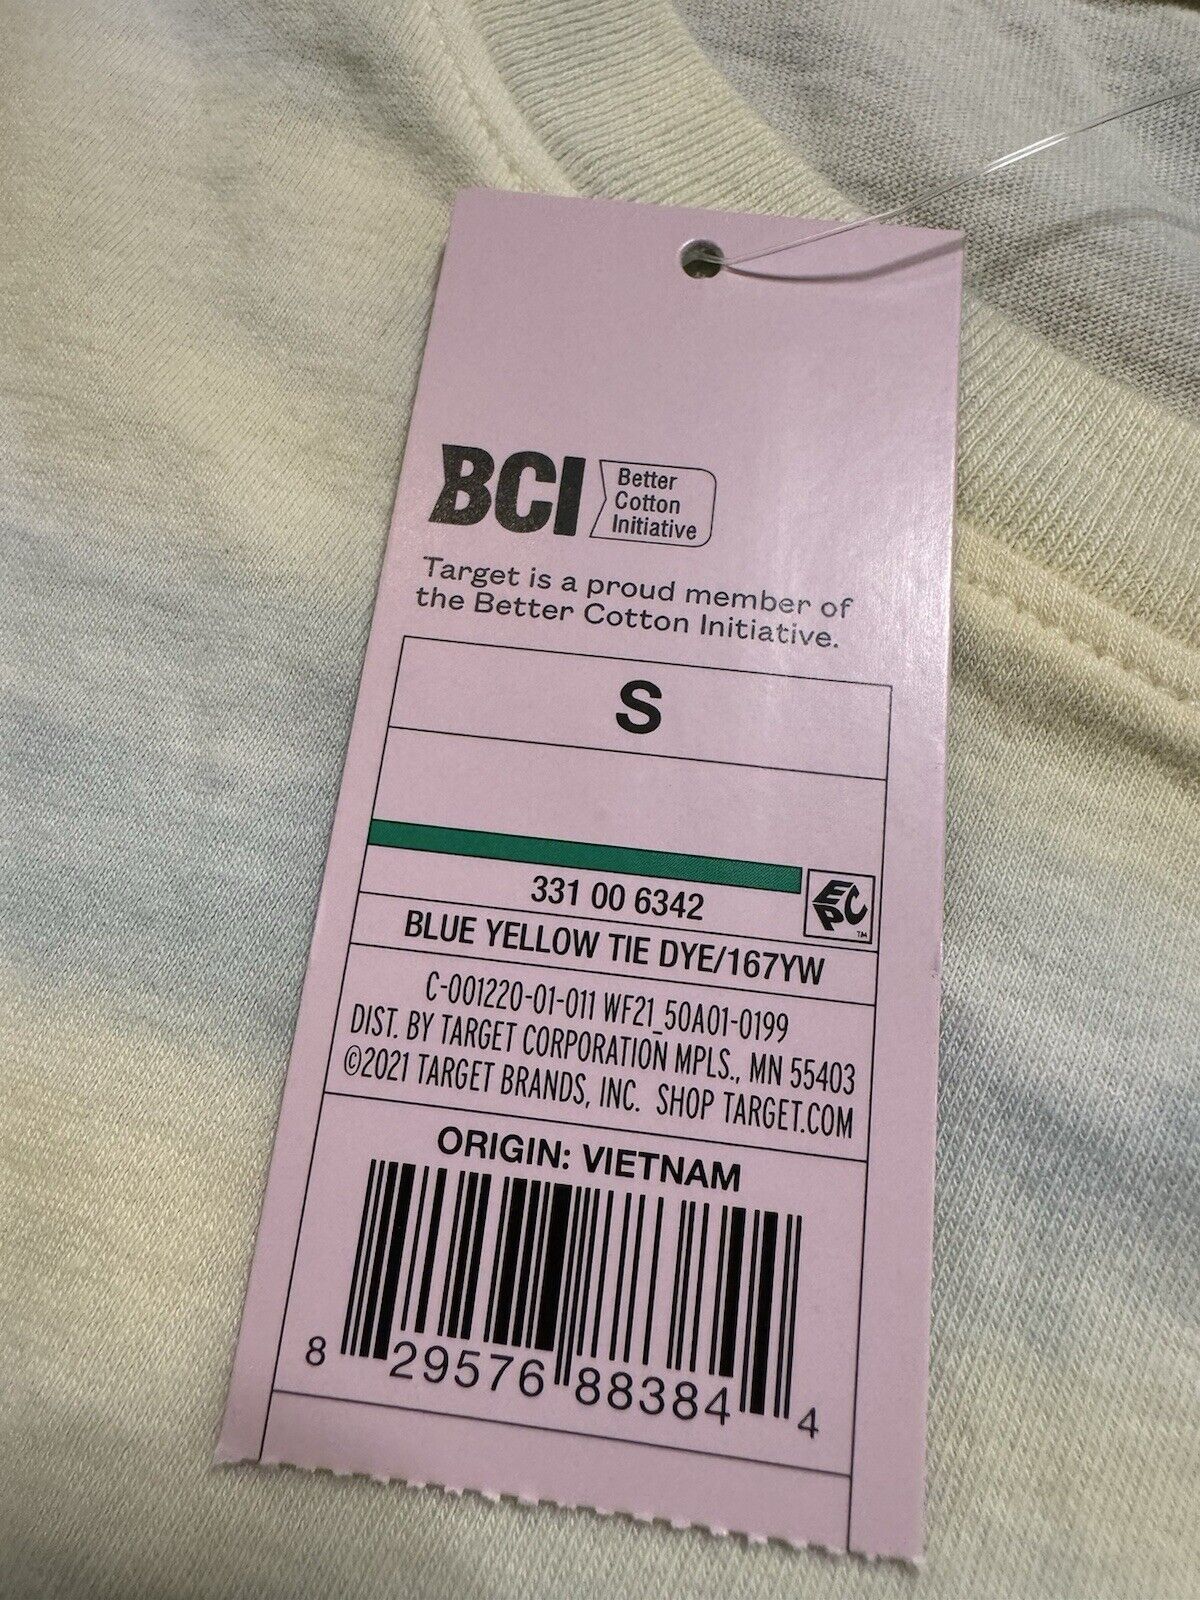 BCI
Better
Cotton
Initiative
Target is a proud member of
the Better Cotton Initiative.
S
331 00 6342
EPC
™
BLUE YELLOW TIE DYE/167YW
C-001220-01-011 WF21_50A01-0199
DIST. BY TARGET CORPORATION MPLS., MN 55403
©2021 TARGET BRANDS, INC. SHOP TARGET.COM
ORIGIN: VIETNAM
8 29576 88384 4